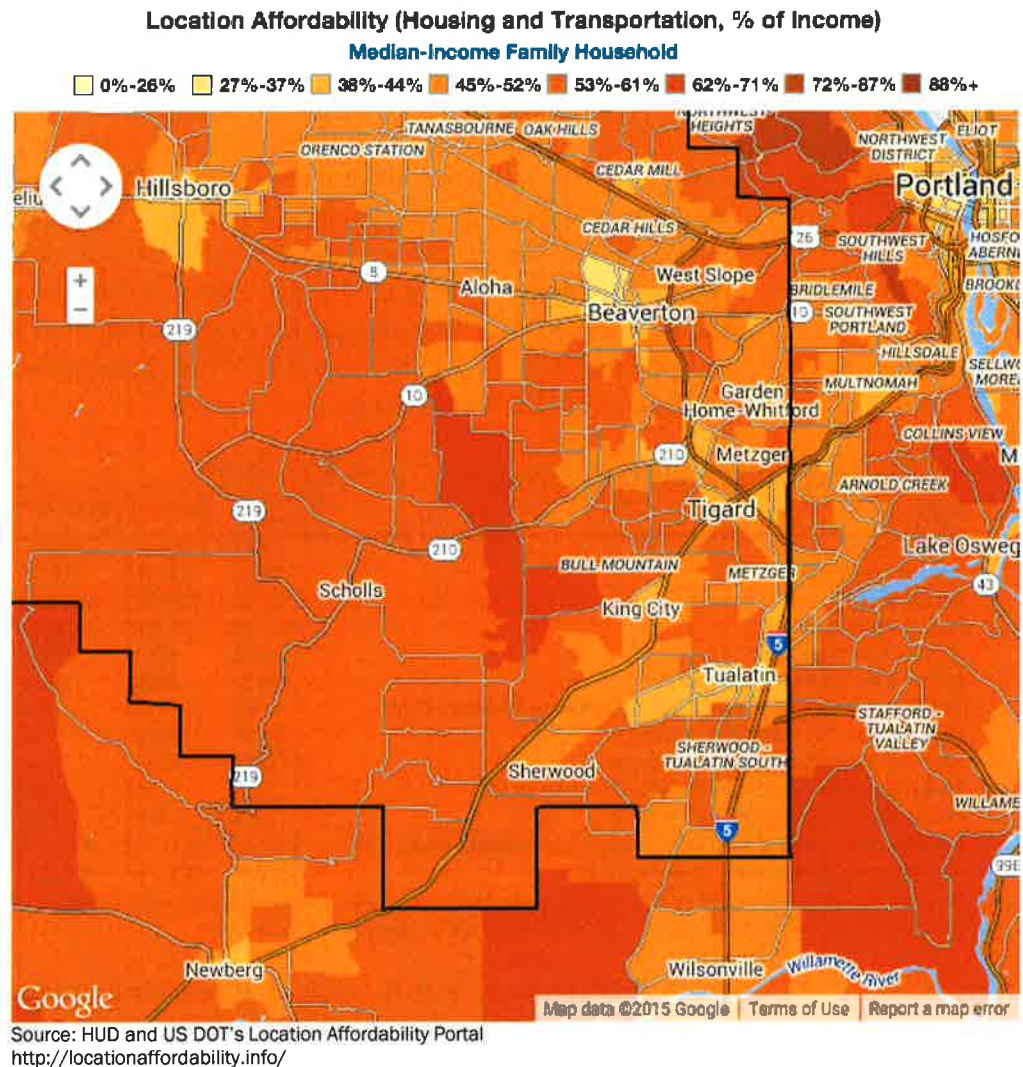 Location Affordability (Housing and Transportation, % of Income)
Median-Income Family Household
0%-26% 27%-37% 38%-44% 45%-52% 53%-61% 62%-71% 72%-87% 88%+
HEIGHTS
TANASBOURNE OAK HILLS
ELIOT
NORTHWEST
DISTRICT
ORENCO STATION
CEDAR MILL
Hillsboro
Portland
CEDAR HILLS
26
SOUTHWEST
HILLS
8
West Slope
Aloha
BRIDLEMILE
Beaverton
10
SOUTHWEST
PORTLAND
219
HILLSDALE
MULTNOMAH
10
Garden
Home-Whitford
COLLINS VIEW
210
Metzger
ARNOLD CREEK
219
Tigard
210
Lake Osweg
BULL MOUNTAIN
METZGER
43
Scholls
King City
5
Tualatin
STAFFORD -
TUALATIN
VALLEY
SHERWOOD -
TUALATIN SOUTH
219
Sherwood
WILLAME
5
99E
Newberg
Wilsonville
Willamette River
Google
Map data ©2015 Google
Terms of Use
Report a map error
Source: HUD and US DOT's Location Affordability Portal
http://locationaffordability.info/